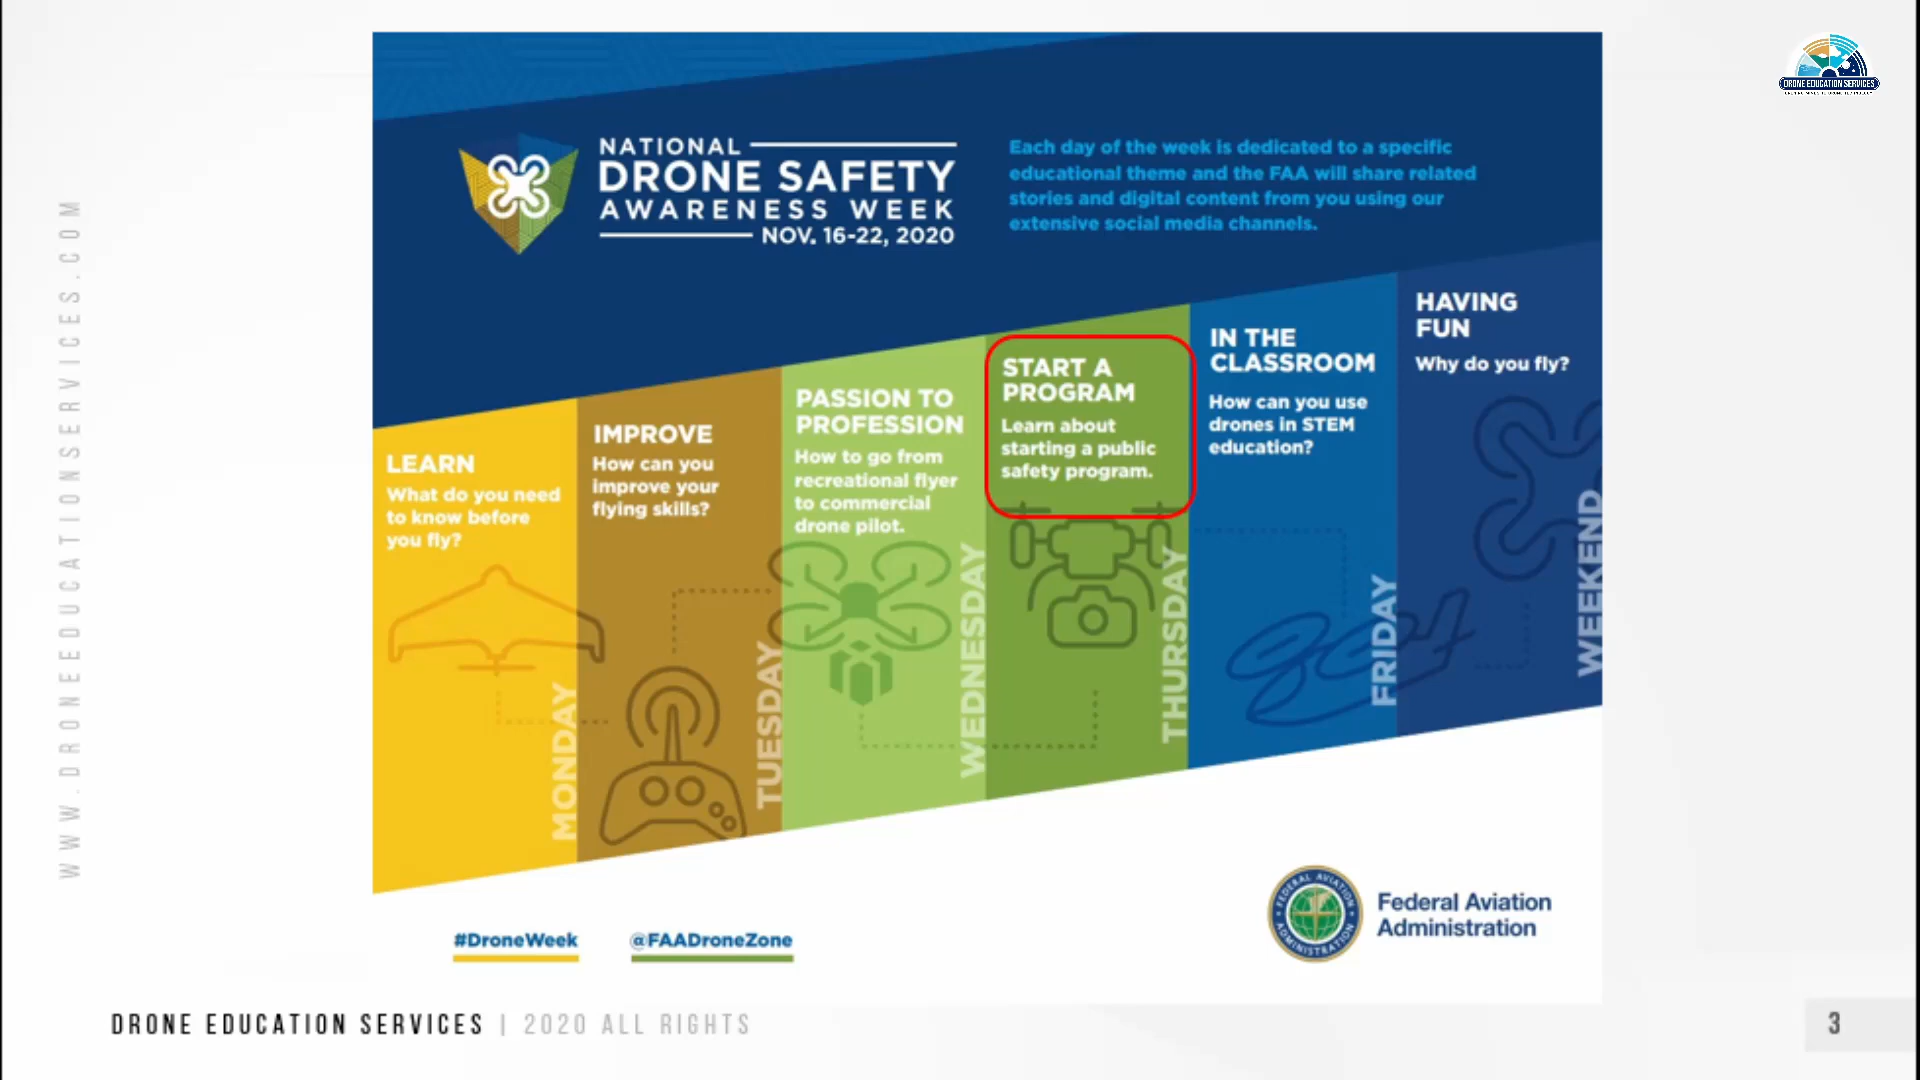 DRONE EDUCATION SERVICES
WWW.DRONEEDUCATIONSERVICES.COM
NATIONAL
DRONE SAFETY
AWARENESS WEEK
NOV. 16-22, 2020
Each day of the week is dedicated to a specific
educational theme and the FAA will share related
stories and digital content from you using our
extensive social media channels.
LEARN
What do you need
to know before
you fly?
MONDAY
IMPROVE
How can you
improve your
flying skills?
TUESDAY
PASSION TO
PROFESSION
How to go from
recreational flyer
to commercial
drone pilot.
WEDNESDAY
START A
PROGRAM
Learn about
starting a public
safety program.
THURSDAY
IN THE
CLASSROOM
How can you use
drones in STEM
education?
FRIDAY
HAVING
FUN
Why do you fly?
WEEKEND
#DroneWeek
@FAADroneZone
FEDERAL AVIATION
ADMINISTRATION
Federal Aviation
Administration
DRONE EDUCATION SERVICES | 2020 ALL RIGHTS
3